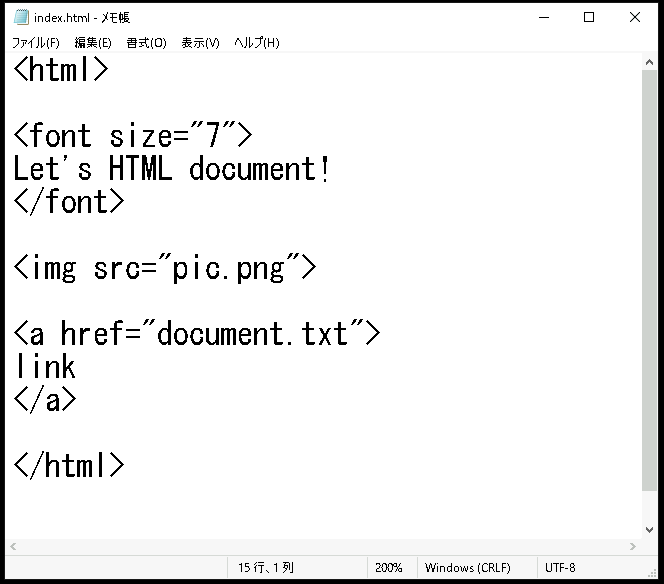 index.html - メモ帳
ファイル(F) 編集(E) 書式(O) 表示(V) ヘルプ(H)
<html>
<font size="7">
Let's HTML document!
</font>
<img src="pic.png">
<a href="document.txt">
link
</a>
</html>
15 行、1 列 200% Windows (CRLF) UTF-8